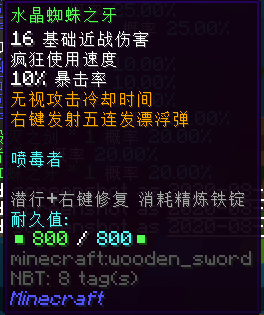 水晶蜘蛛之牙
16 基础近战伤害
疯狂使用速度
10% 暴击率
无视攻击冷却时间
右键发射五连发漂浮弹
喷毒者
潜行+右键修复 消耗精炼铁锭
耐久值:
800 / 800
minecraft:wooden_sword
NBT: 8 tag(s)
Minecraft